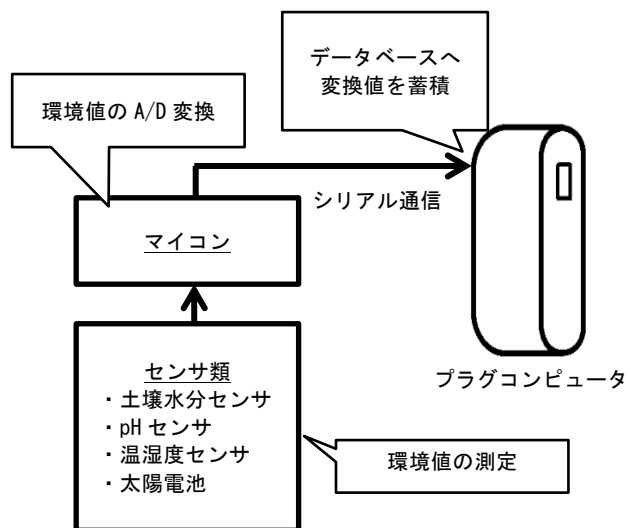 データベースへ
変換値を蓄積
環境値の A/D 変換
シリアル通信
マイコン
センサ類
・土壌水分センサ
・pH センサ
・温湿度センサ
・太陽電池
プラグコンピュータ
環境値の測定